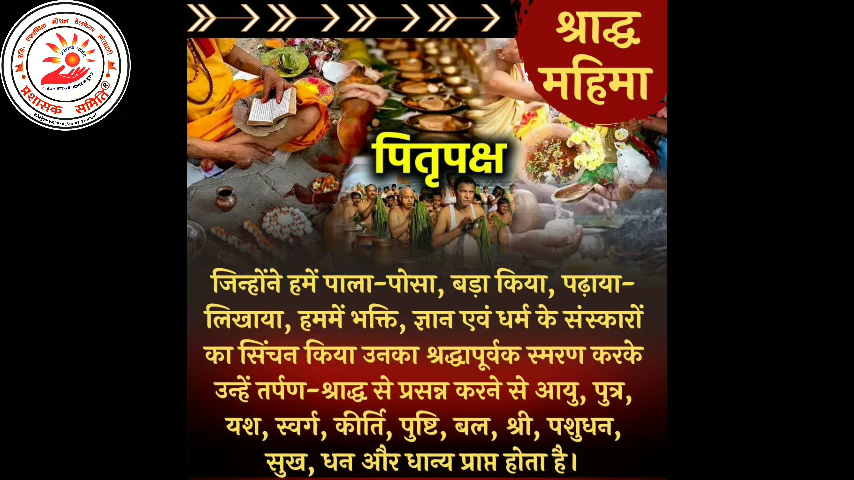 श्राद्ध
महिमा
प्रशासक समिति®
पितृपक्ष
जिन्होंने हमें पाला-पोसा, बड़ा किया, पढ़ाया-
लिखाया, हममें भक्ति, ज्ञान एवं धर्म के संस्कारों
का सिंचन किया उनका श्रद्धापूर्वक स्मरण करके
उन्हें तर्पण-श्राद्ध से प्रसन्न करने से आयु, पुत्र,
यश, स्वर्ग, कीर्ति, पुष्टि, बल, श्री, पशुधन,
सुख, धन और धान्य प्राप्त होता है।